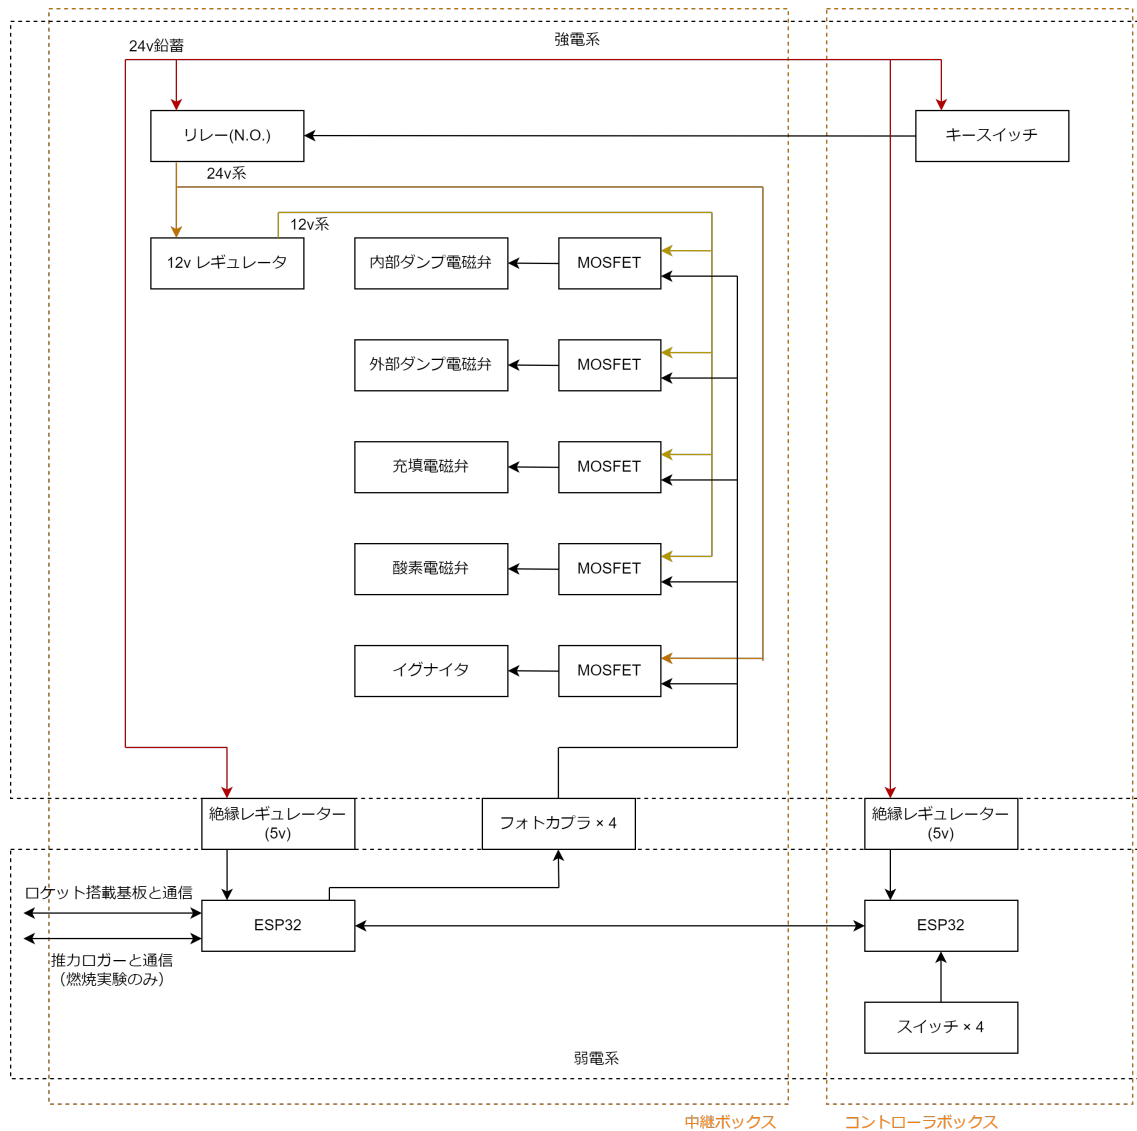 24v鉛蓄
強電系
リレー(N.O.)
キースイッチ
24v系
12v系
12v レギュレータ
内部ダンプ電磁弁
MOSFET
外部ダンプ電磁弁
MOSFET
充填電磁弁
MOSFET
酸素電磁弁
MOSFET
イグナイタ
MOSFET
絶縁レギュレーター
(5v)
フォトカプラ × 4
絶縁レギュレーター
(5v)
ロケット搭載基板と通信
ESP32
ESP32
推力ロガーと通信
（燃焼実験のみ）
スイッチ × 4
弱電系
中継ボックス
コントローラボックス